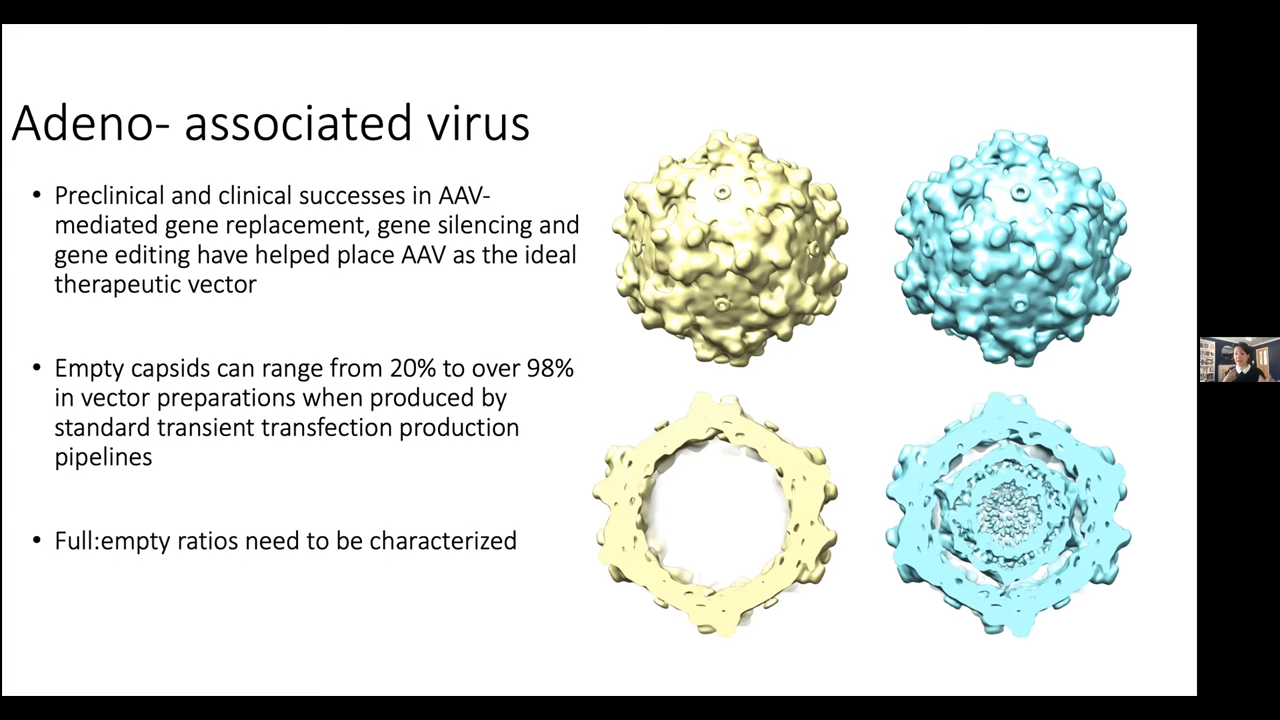 Adeno- associated virus
• Preclinical and clinical successes in AAV-
mediated gene replacement, gene silencing and
gene editing have helped place AAV as the ideal
therapeutic vector
• Empty capsids can range from 20% to over 98%
in vector preparations when produced by
standard transient transfection production
pipelines
• Full:empty ratios need to be characterized